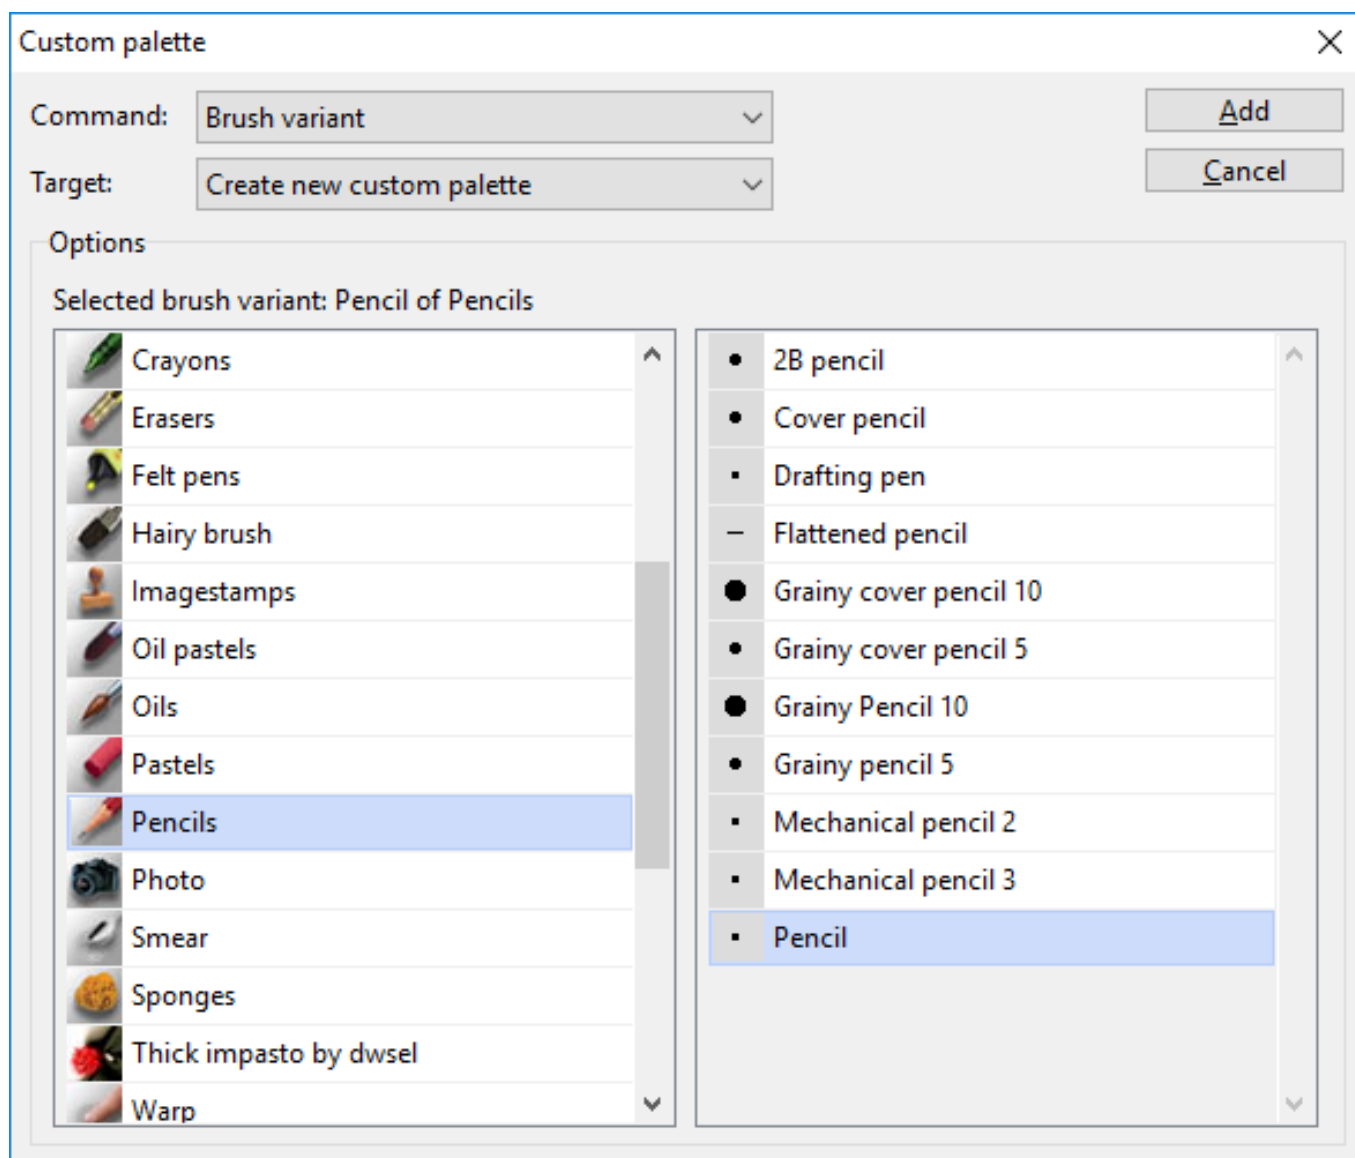 Custom palette
Command: Brush variant Add
Target: Create new custom palette Cancel
Options
Selected brush variant: Pencil of Pencils
Crayons
Erasers
Felt pens
Hairy brush
Imagestamps
Oil pastels
Oils
Pastels
Pencils
Photo
Smear
Sponges
Thick impasto by dwsel
Warp
2B pencil
Cover pencil
Drafting pen
Flattened pencil
Grainy cover pencil 10
Grainy cover pencil 5
Grainy Pencil 10
Grainy pencil 5
Mechanical pencil 2
Mechanical pencil 3
Pencil